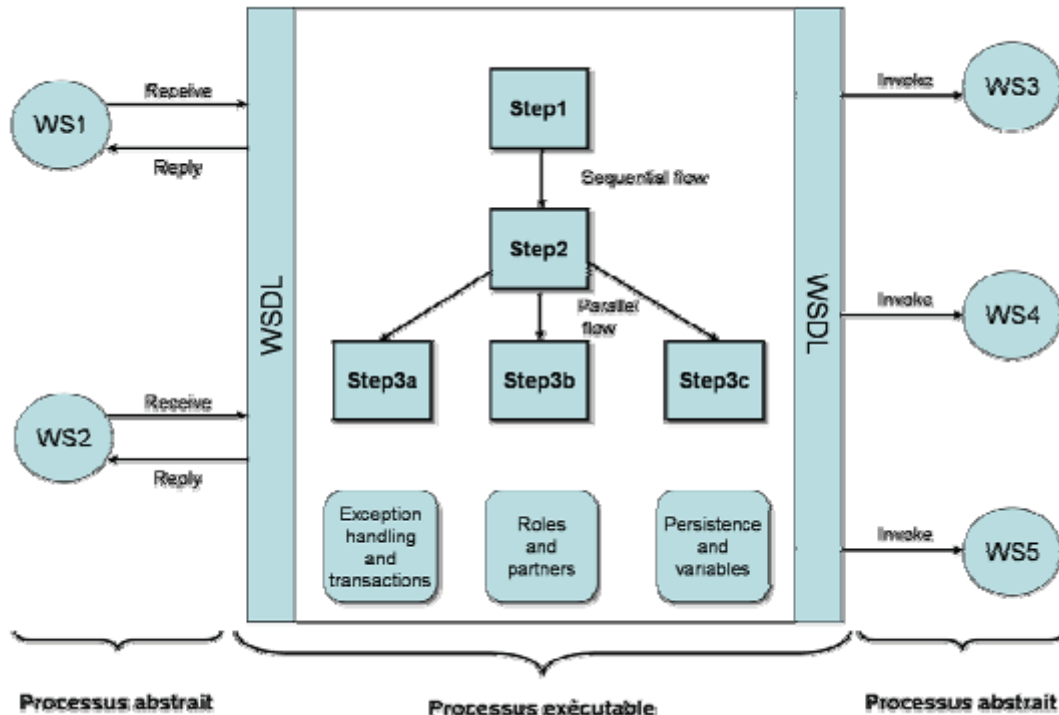 Receive
WS1
Reply
WSDL
Step1
Sequential flow
Step2
Parallel
flow
Step3a
Step3b
Step3c
Receive
WS2
Reply
Exception
handling
and
transactions
Roles
and
partners
Persistence
and
variables
WSDL
Invoke
WS3
Invoke
WS4
Invoke
WS5
Processus abstrait
Processus exécutable
Processus abstrait